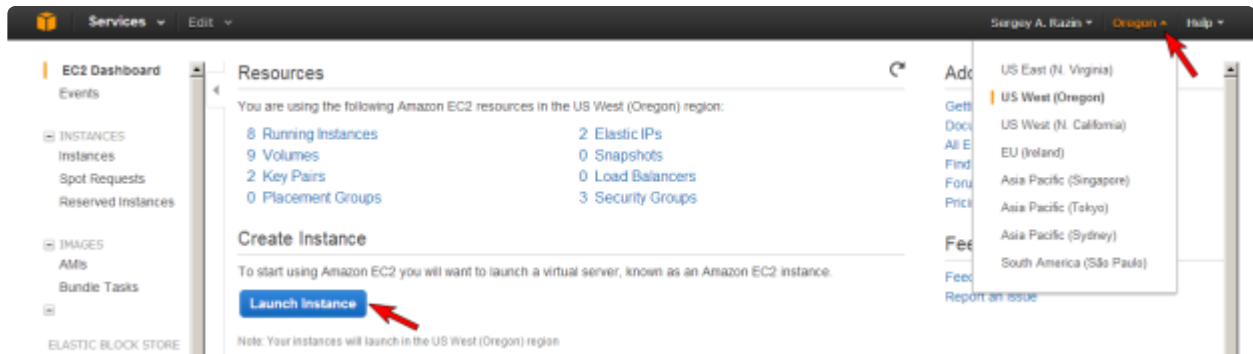 Services Edit Sergey A. Razin Oregon Help
EC2 Dashboard
Events
INSTANCES
Instances
Spot Requests
Reserved Instances
IMAGES
AMIs
Bundle Tasks
ELASTIC BLOCK STORE
Resources
You are using the following Amazon EC2 resources in the US West (Oregon) region:
8 Running Instances 2 Elastic IPs
9 Volumes 0 Snapshots
2 Key Pairs 0 Load Balancers
0 Placement Groups 3 Security Groups
Create Instance
To start using Amazon EC2 you will want to launch a virtual server, known as an Amazon EC2 instance.
Launch Instance
Note: Your instances will launch in the US West (Oregon) region
US East (N. Virginia)
US West (Oregon)
US West (N. California)
EU (Ireland)
Asia Pacific (Singapore)
Asia Pacific (Tokyo)
Asia Pacific (Sydney)
South America (São Paulo)
All E
Find
Report an Issue